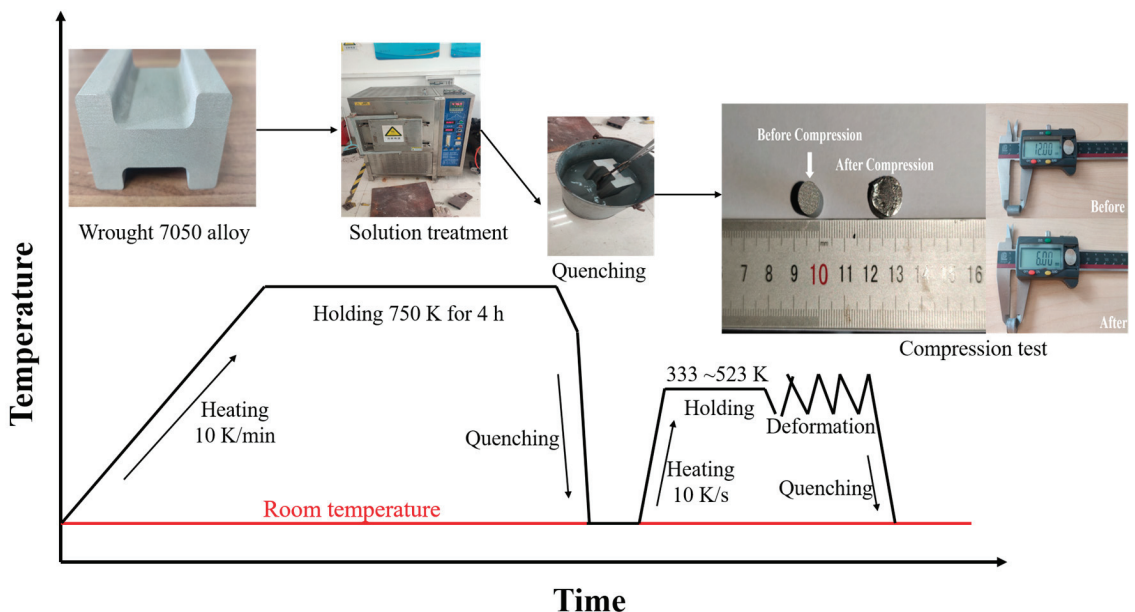 Wrought 7050 alloy
Solution treatment
Quenching
Before Compression
After Compression
7 8 9 10 11 12 13 14 15 16
12.00
Before
6.00
After
Compression test
Temperature
Holding 750 K for 4 h
Heating
10 K/min
Quenching
333 ~523 K
Holding
Deformation
Heating
10 K/s
Quenching
Room temperature
Time